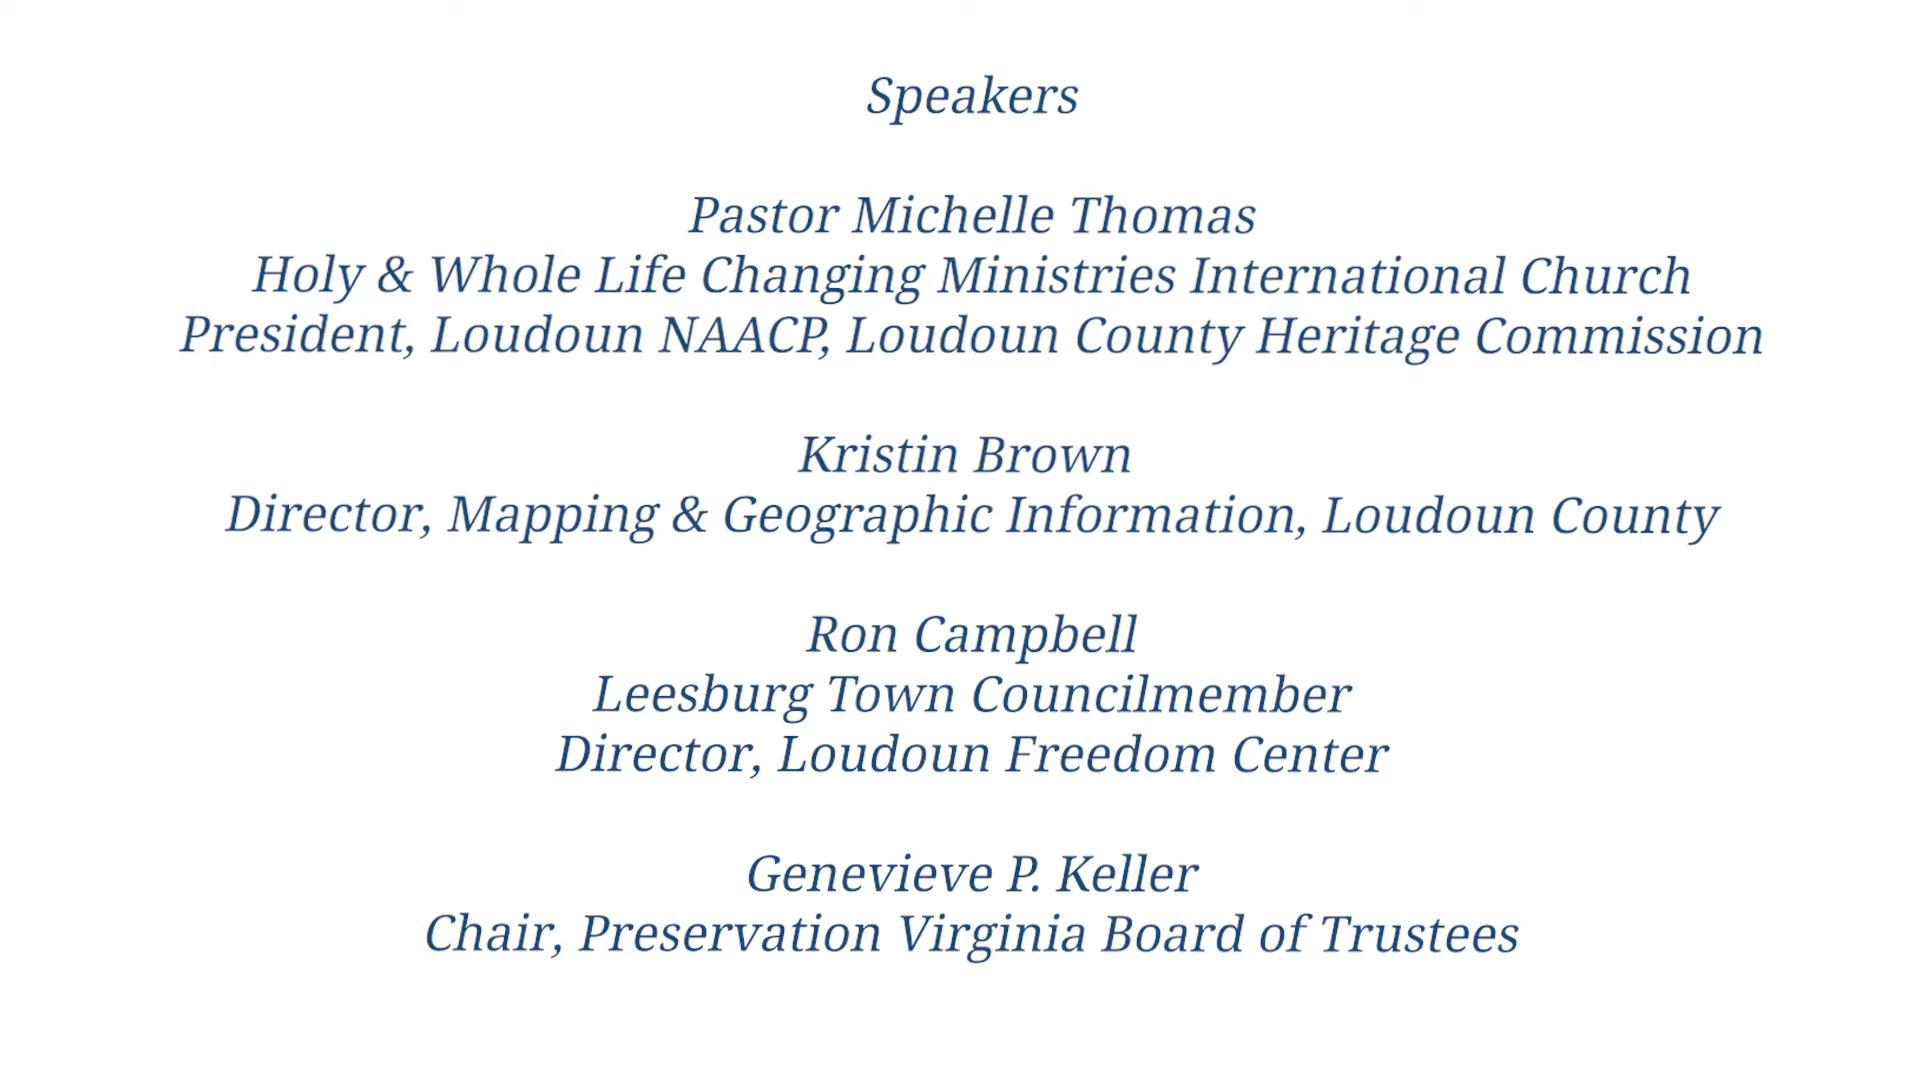 Speakers
Pastor Michelle Thomas
Holy & Whole Life Changing Ministries International Church
President, Loudoun NAACP, Loudoun County Heritage Commission
Kristin Brown
Director, Mapping & Geographic Information, Loudoun County
Ron Campbell
Leesburg Town Councilmember
Director, Loudoun Freedom Center
Genevieve P. Keller
Chair, Preservation Virginia Board of Trustees